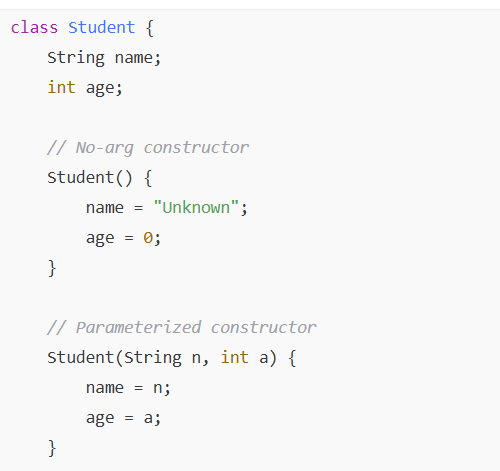 class Student {
    String name;
    int age;

    // No-arg constructor
    Student() {
        name = "Unknown";
        age = 0;
    }

    // Parameterized constructor
    Student(String n, int a) {
        name = n;
        age = a;
    }